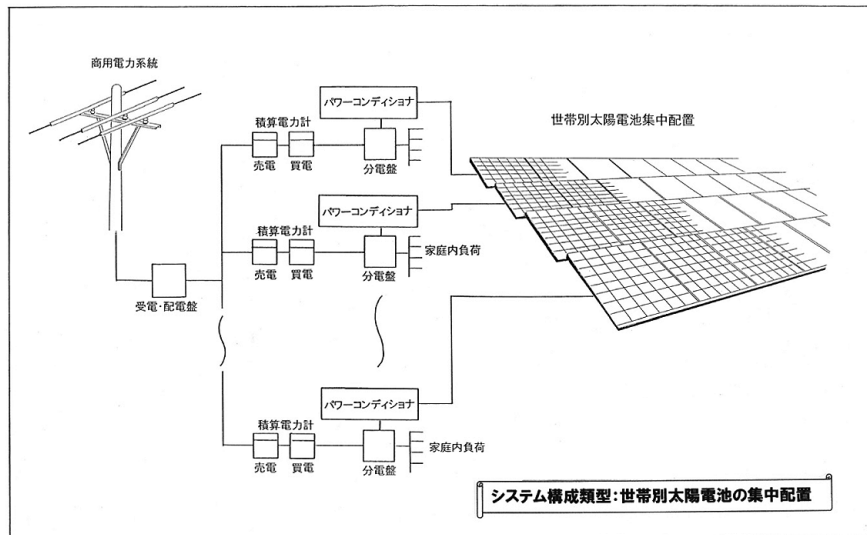 商用電力系統
パワーコンディショナ
積算電力計
売電
買電
分電盤
世帯別太陽電池集中配置
パワーコンディショナ
積算電力計
売電
買電
分電盤
家庭内負荷
受電・配電盤
パワーコンディショナ
積算電力計
売電
買電
分電盤
家庭内負荷
システム構成類型:世帯別太陽電池の集中配置